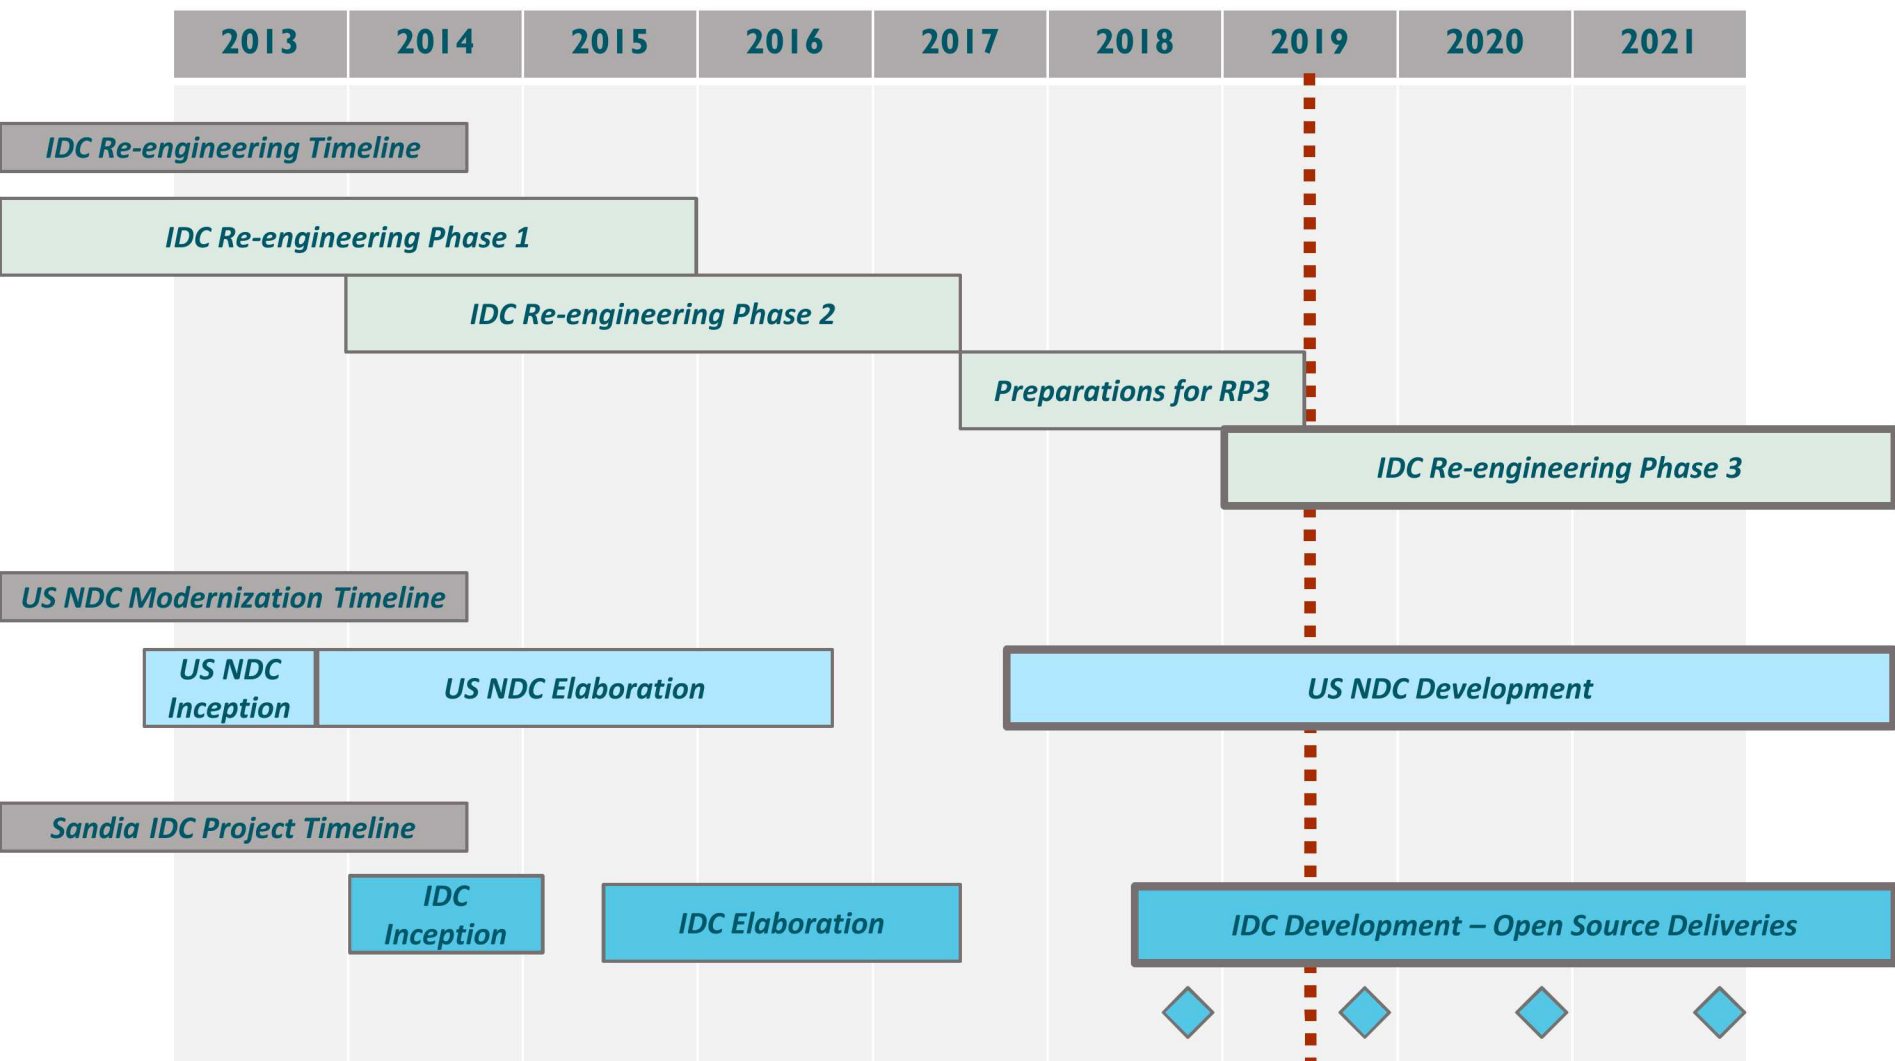 2013 2014 2015 2016 2017 2018 2019 2020 2021
IDC Re-engineering Timeline
IDC Re-engineering Phase 1
IDC Re-engineering Phase 2
Preparations for RP3
IDC Re-engineering Phase 3
US NDC Modernization Timeline
US NDC
Inception
US NDC Elaboration
US NDC Development
Sandia IDC Project Timeline
IDC
Inception
IDC Elaboration
IDC Development – Open Source Deliveries